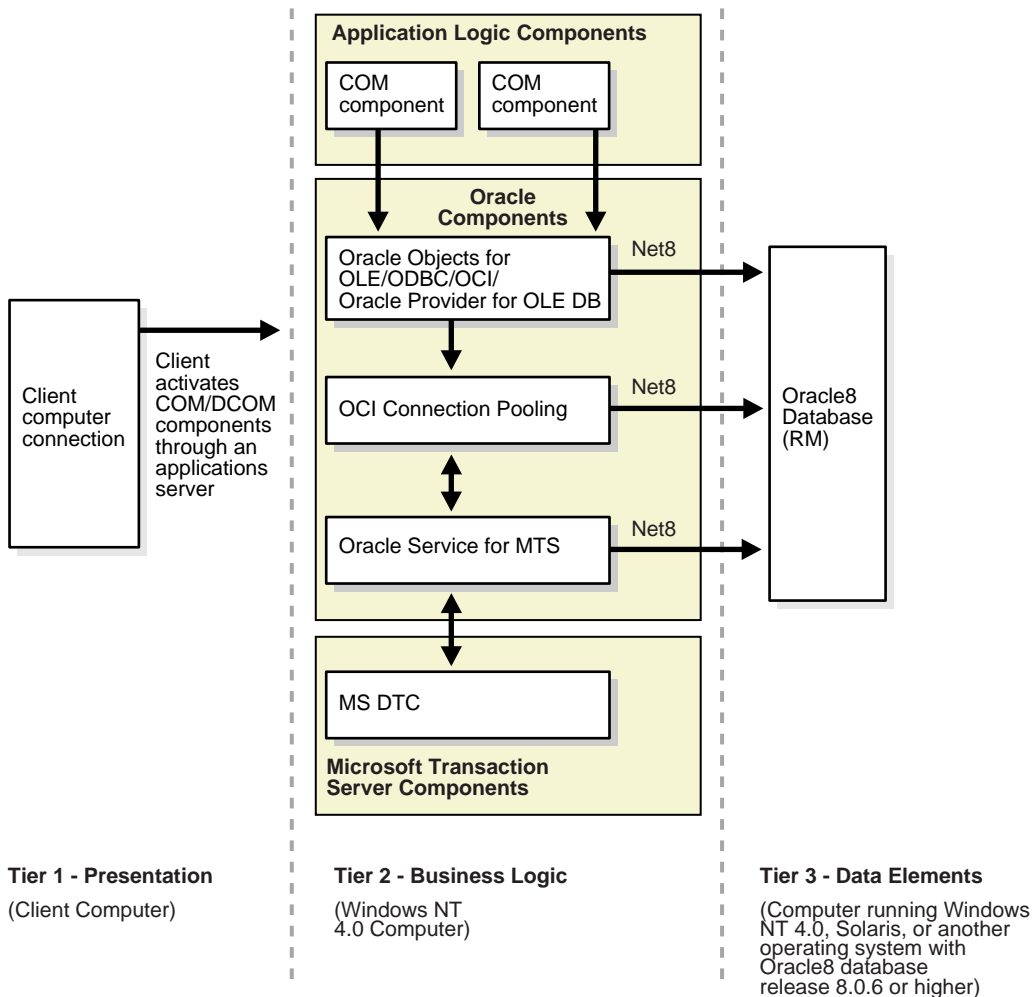 Application Logic Components
COM
component
COM
component
Oracle
Components
Oracle Objects for
OLE/ODBC/OCI/
Oracle Provider for OLE DB
Net8
Client
computer
connection
Client
activates
COM/DCOM
components
through an
applications
server
OCI Connection Pooling
Net8
Oracle8
Database
(RM)
Oracle Service for MTS
Net8
MS DTC
Microsoft Transaction
Server Components
Tier 1 - Presentation
(Client Computer)
Tier 2 - Business Logic
(Windows NT
4.0 Computer)
Tier 3 - Data Elements
(Computer running Windows
NT 4.0, Solaris, or another
operating system with
Oracle8 database
release 8.0.6 or higher)